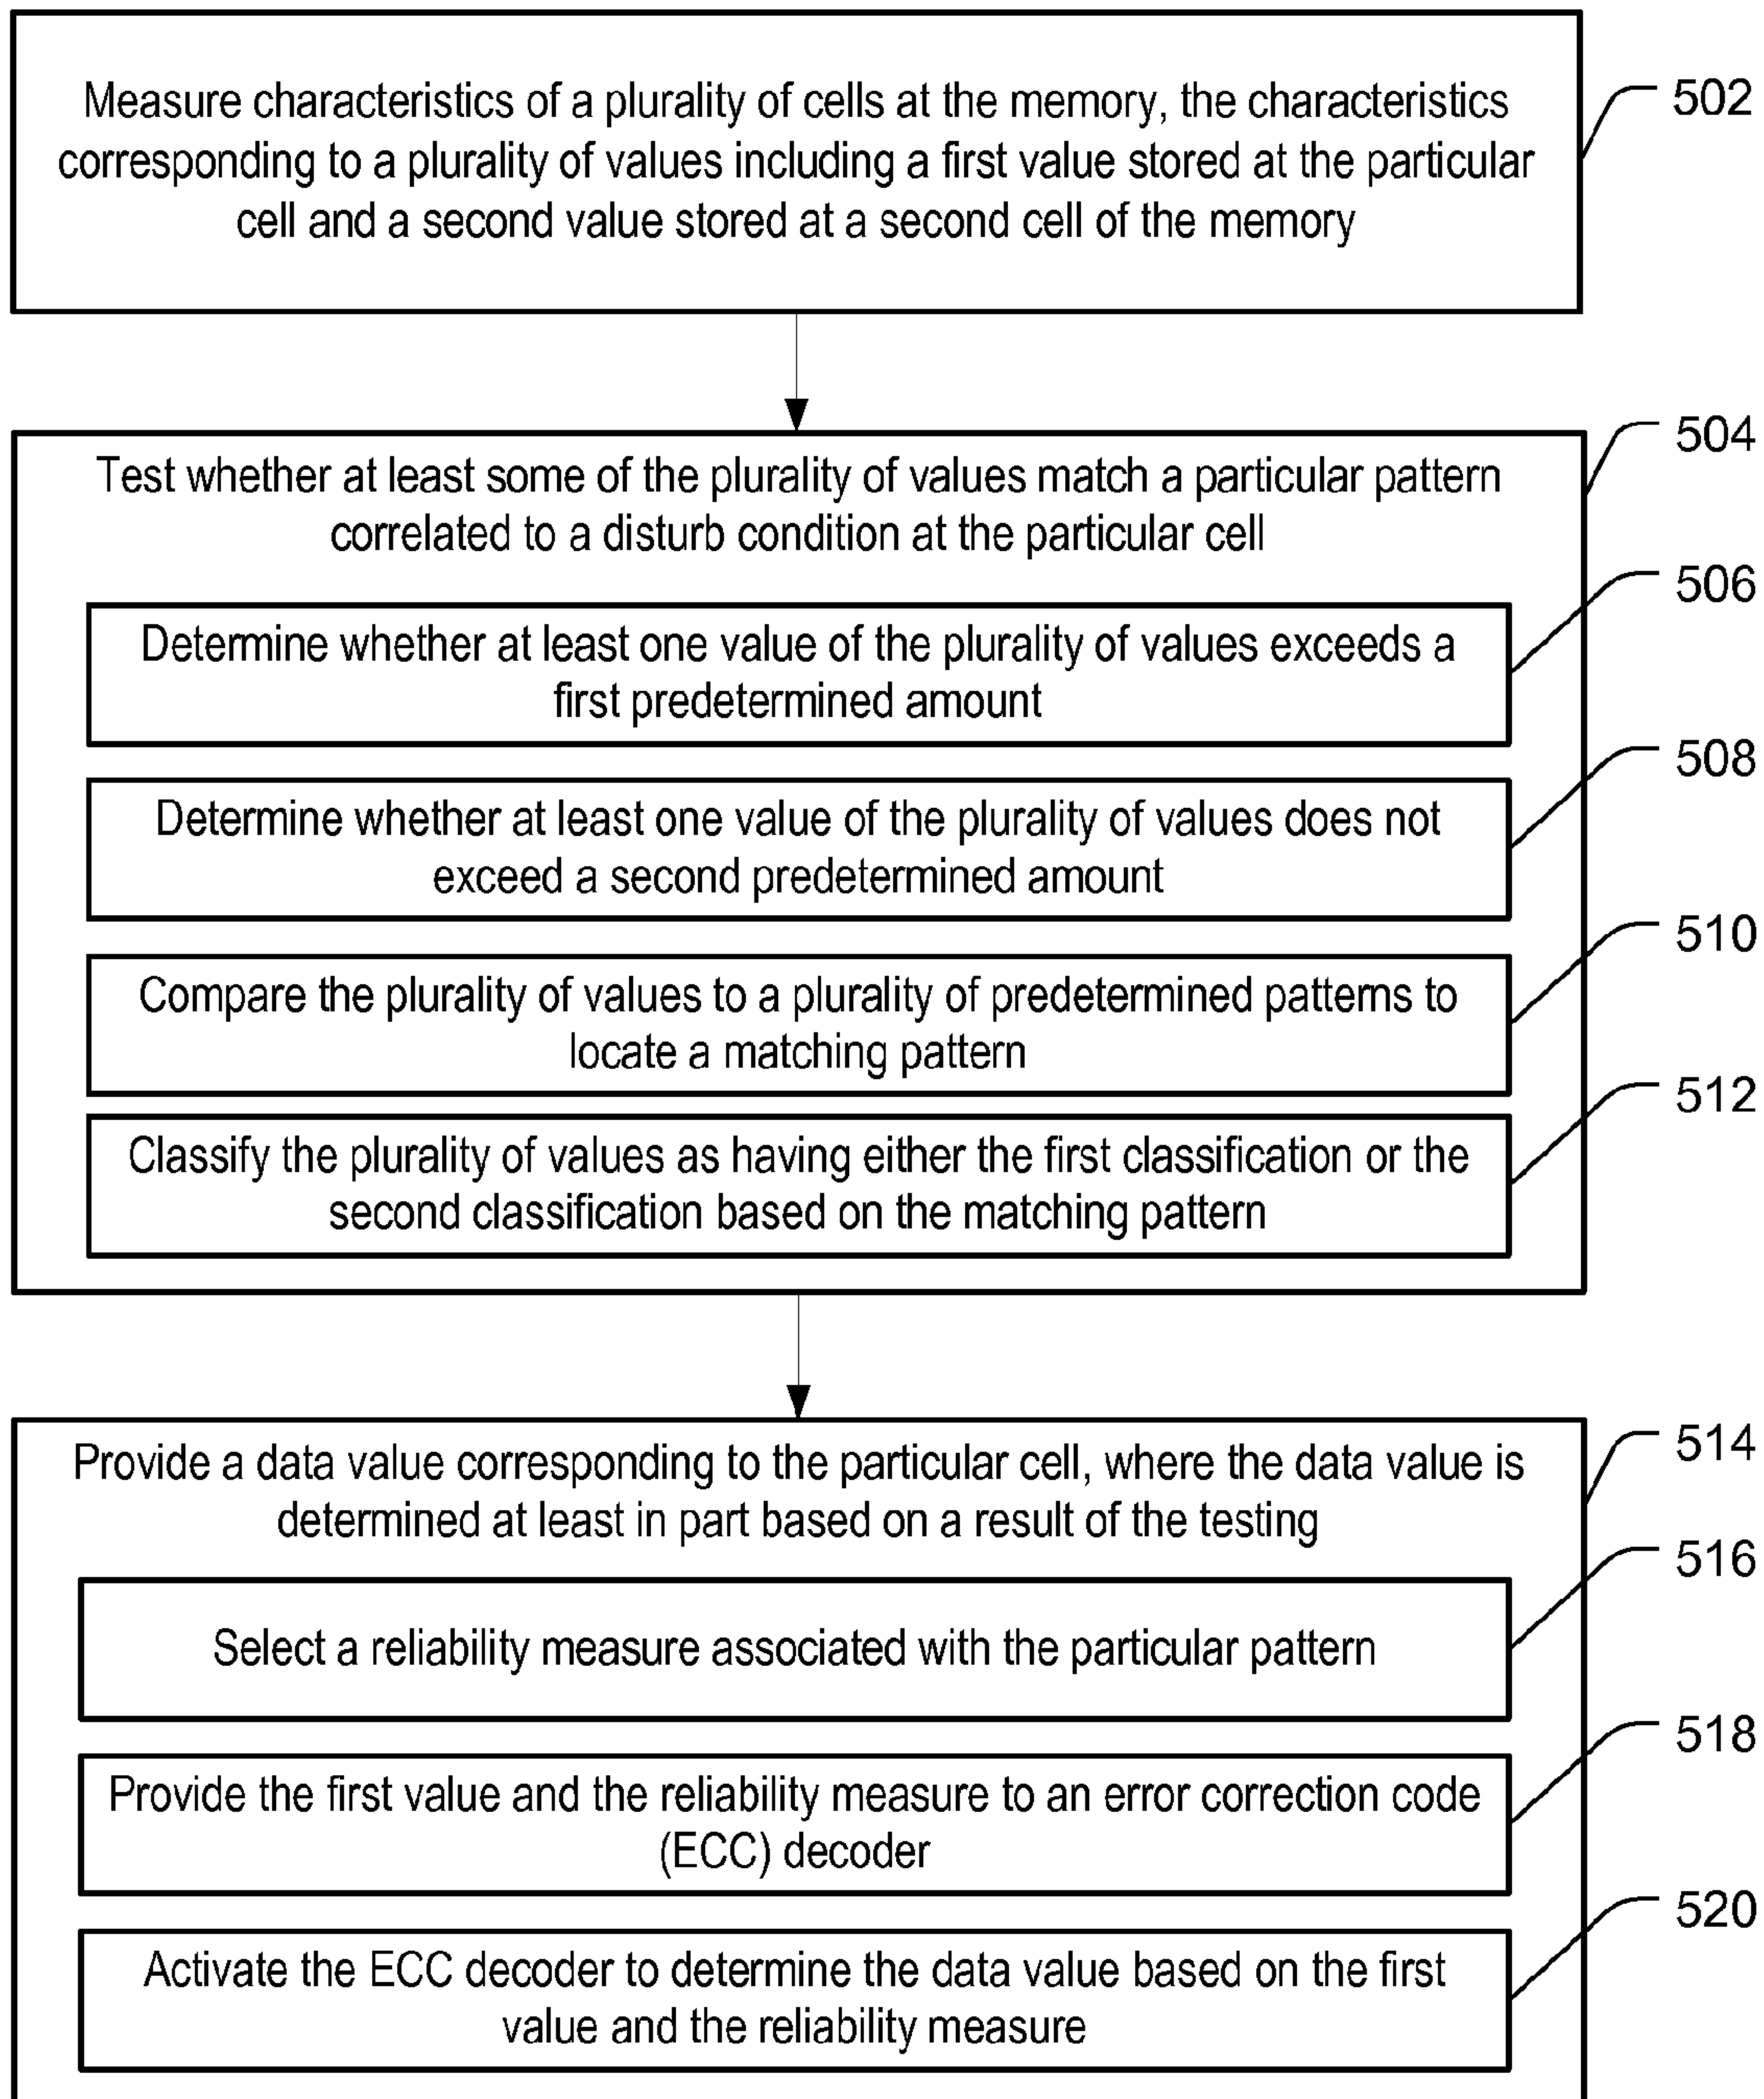 Measure characteristics of a plurality of cells at the memory, the characteristics
corresponding to a plurality of values including a first value stored at the particular
cell and a second value stored at a second cell of the memory
502
Test whether at least some of the plurality of values match a particular pattern
correlated to a disturb condition at the particular cell
504
Determine whether at least one value of the plurality of values exceeds a
first predetermined amount
506
Determine whether at least one value of the plurality of values does not
exceed a second predetermined amount
508
Compare the plurality of values to a plurality of predetermined patterns to
locate a matching pattern
510
Classify the plurality of values as having either the first classification or the
second classification based on the matching pattern
512
Provide a data value corresponding to the particular cell, where the data value is
determined at least in part based on a result of the testing
514
Select a reliability measure associated with the particular pattern
516
Provide the first value and the reliability measure to an error correction code
(ECC) decoder
518
Activate the ECC decoder to determine the data value based on the first
value and the reliability measure
520